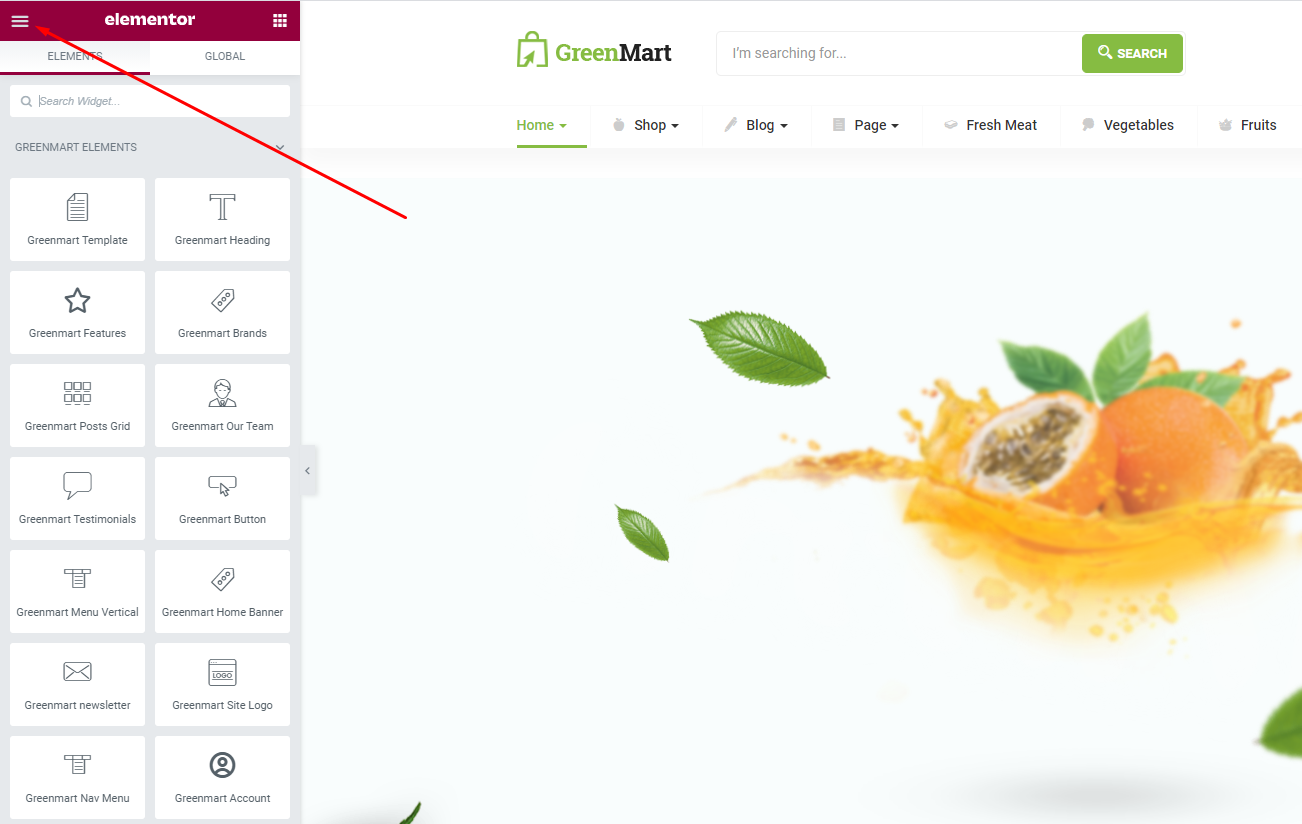 elementor
ELEMENTS
GLOBAL
Search Widget...
GREENMART ELEMENTS
Greenmart Template
Greenmart Heading
Greenmart Features
Greenmart Brands
Greenmart Posts Grid
Greenmart Our Team
Greenmart Testimonials
Greenmart Button
Greenmart Menu Vertical
Greenmart Home Banner
Greenmart newsletter
LOGO
Greenmart Site Logo
Greenmart Nav Menu
Greenmart Account
GreenMart
I'm searching for...
SEARCH
Home
Shop
Blog
Page
Fresh Meat
Vegetables
Fruits